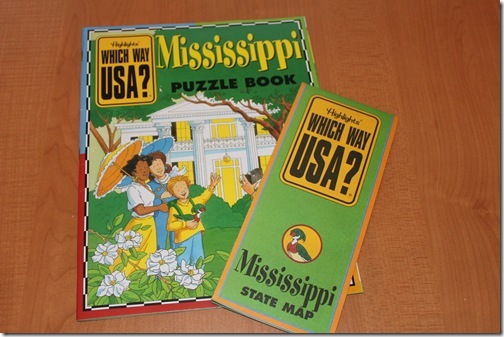 Highlights
WHICH WAY
USA?
Mississippi
PUZZLE BOOK
Highlights
WHICH WAY
USA?
Mississippi
STATE MAP